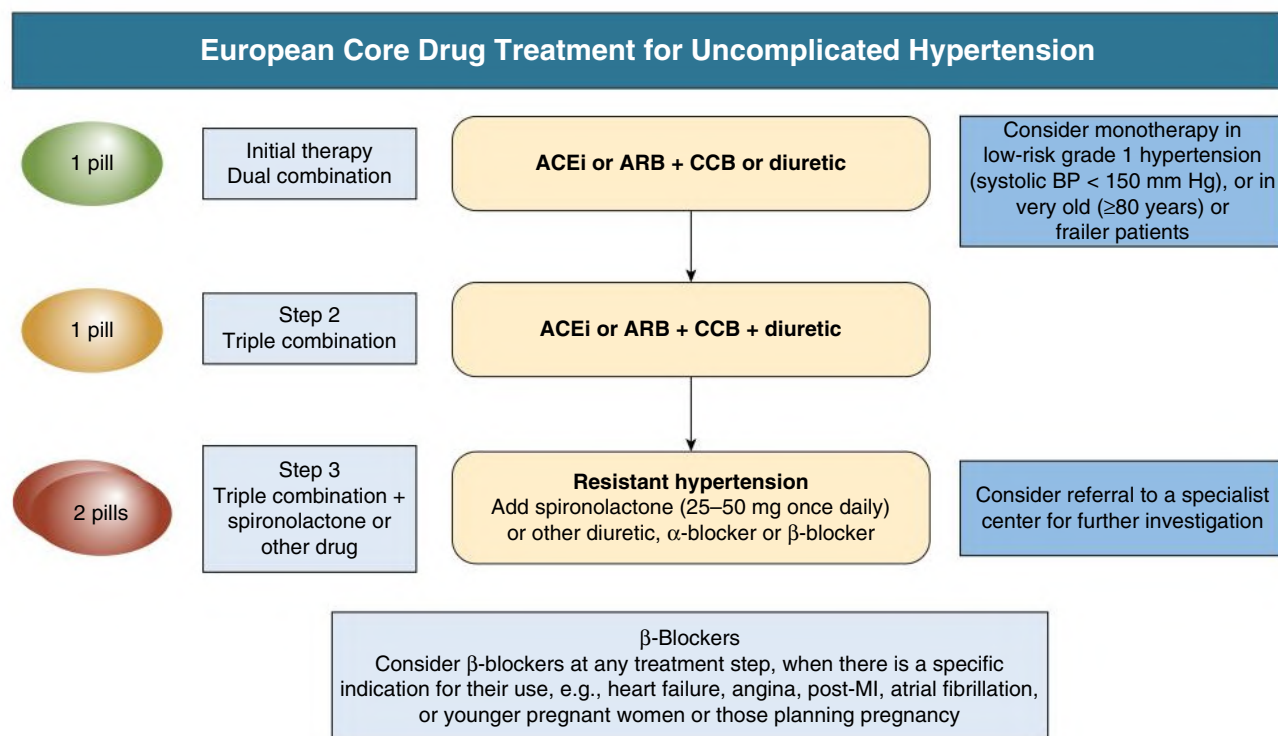 European Core Drug Treatment for Uncomplicated Hypertension
1 pill
Initial therapy
Dual combination
ACEi or ARB + CCB or diuretic
Consider monotherapy in
low-risk grade 1 hypertension
(systolic BP < 150 mm Hg), or in
very old (≥80 years) or
frailer patients
1 pill
Step 2
Triple combination
ACEi or ARB + CCB + diuretic
2 pills
Step 3
Triple combination +
spironolactone or
other drug
Resistant hypertension
Add spironolactone (25–50 mg once daily)
or other diuretic, α-blocker or β-blocker
Consider referral to a specialist
center for further investigation
β-Blockers
Consider β-blockers at any treatment step, when there is a specific
indication for their use, e.g., heart failure, angina, post-MI, atrial fibrillation,
or younger pregnant women or those planning pregnancy